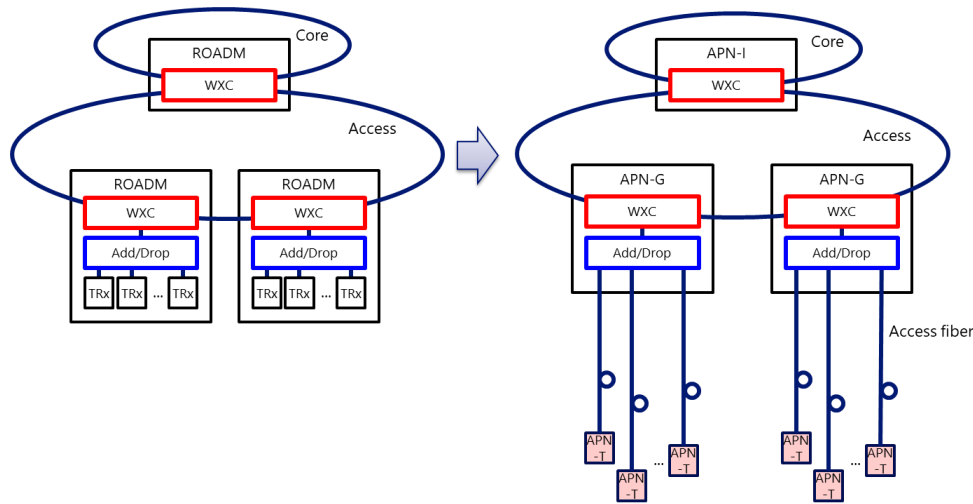 Core
ROADM
WXC
Access
ROADM
WXC
Add/Drop
TRx TRx ... TRx
ROADM
WXC
Add/Drop
TRx TRx ... TRx
Core
APN-I
WXC
Access
APN-G
WXC
Add/Drop
APN-G
WXC
Add/Drop
Access fiber
APN
-T
APN
-T
...
APN
-T
APN
-T
APN
-T
...
APN
-T